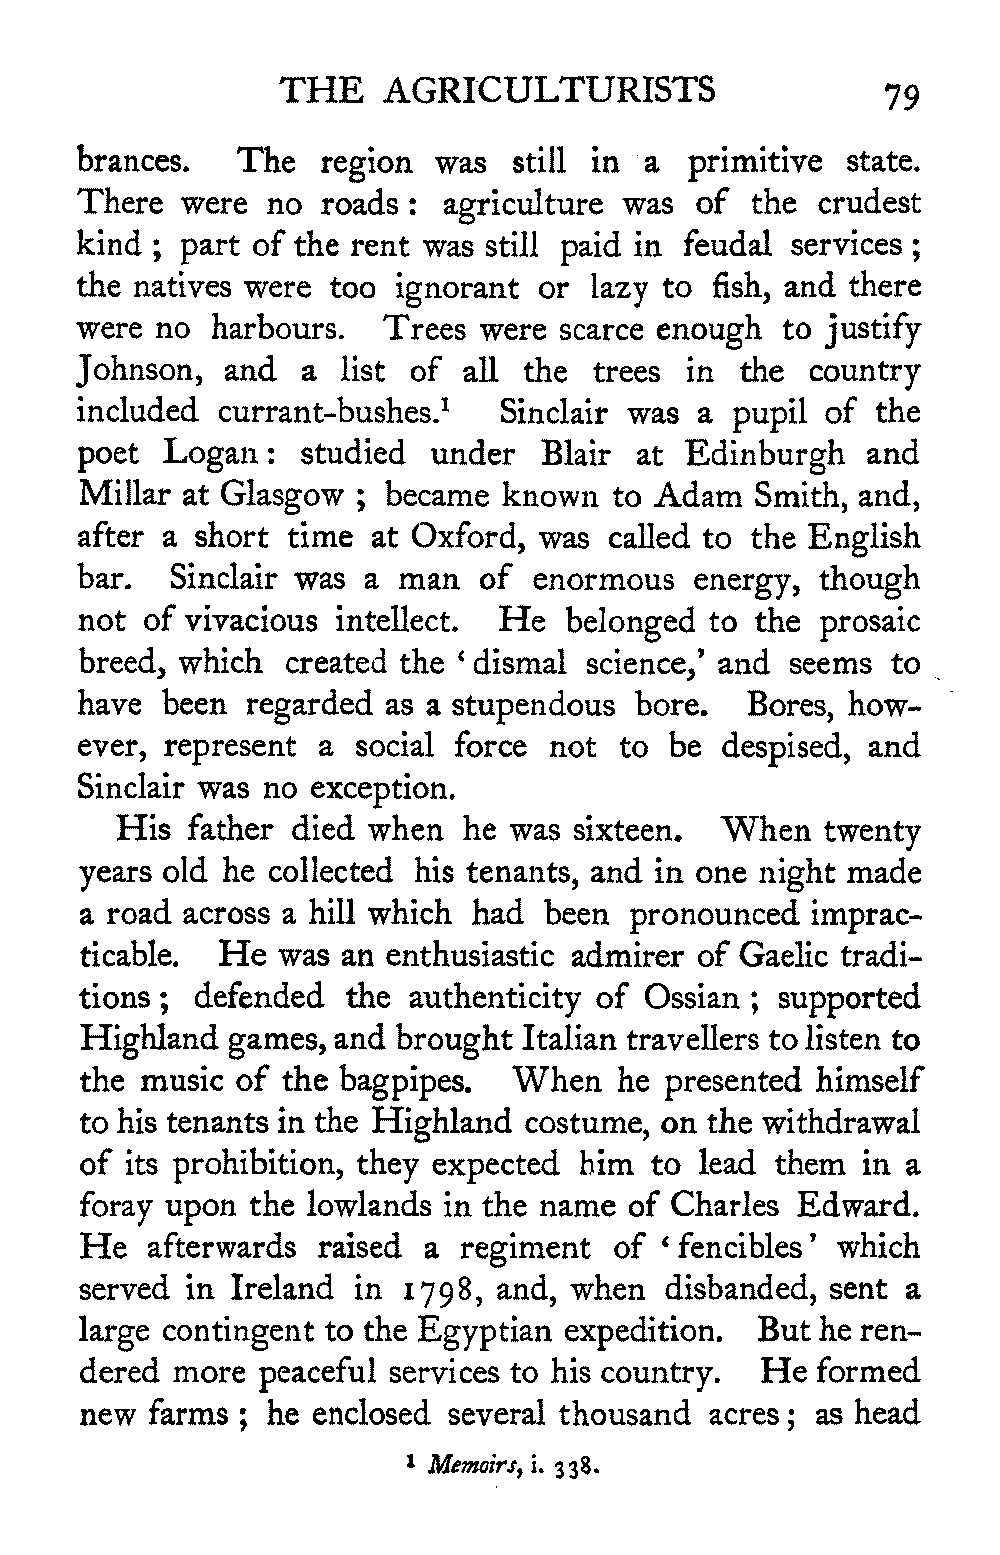 THE AGRICULTURISTS 79
brances. The region was still in a primitive state.
There were no roads : agriculture was of the crudest
kind ; part of the rent was still paid in feudal services ;
the natives were too ignorant or lazy to fish, and there
were no harbours. Trees were scarce enough to justify
Johnson, and a list of all the trees in the country
included currant-bushes.¹ Sinclair was a pupil of the
poet Logan : studied under Blair at Edinburgh and
Millar at Glasgow ; became known to Adam Smith, and,
after a short time at Oxford, was called to the English
bar. Sinclair was a man of enormous energy, though
not of vivacious intellect. He belonged to the prosaic
breed, which created the ‘ dismal science,’ and seems to
have been regarded as a stupendous bore. Bores, how-
ever, represent a social force not to be despised, and
Sinclair was no exception.
His father died when he was sixteen. When twenty
years old he collected his tenants, and in one night made
a road across a hill which had been pronounced imprac-
ticable. He was an enthusiastic admirer of Gaelic tradi-
tions ; defended the authenticity of Ossian ; supported
Highland games, and brought Italian travellers to listen to
the music of the bagpipes. When he presented himself
to his tenants in the Highland costume, on the withdrawal
of its prohibition, they expected him to lead them in a
foray upon the lowlands in the name of Charles Edward.
He afterwards raised a regiment of ‘ fencibles ’ which
served in Ireland in 1798, and, when disbanded, sent a
large contingent to the Egyptian expedition. But he ren-
dered more peaceful services to his country. He formed
new farms ; he enclosed several thousand acres ; as head
¹ Memoirs, i. 338.